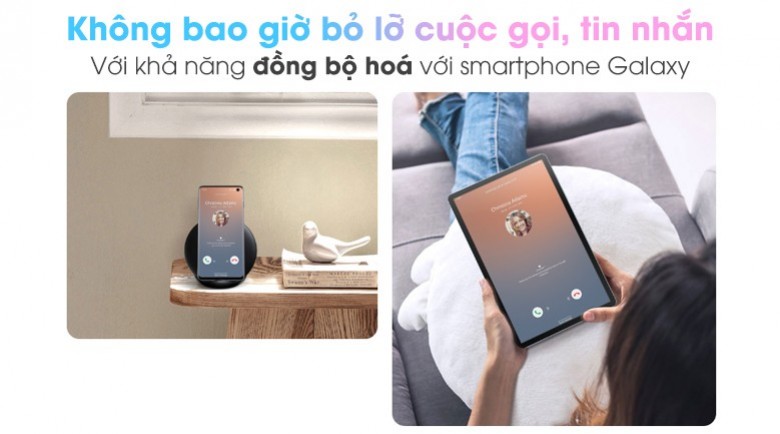 Không bao giờ bỏ lỡ cuộc gọi, tin nhắn
Với khả năng đồng bộ hoá với smartphone Galaxy